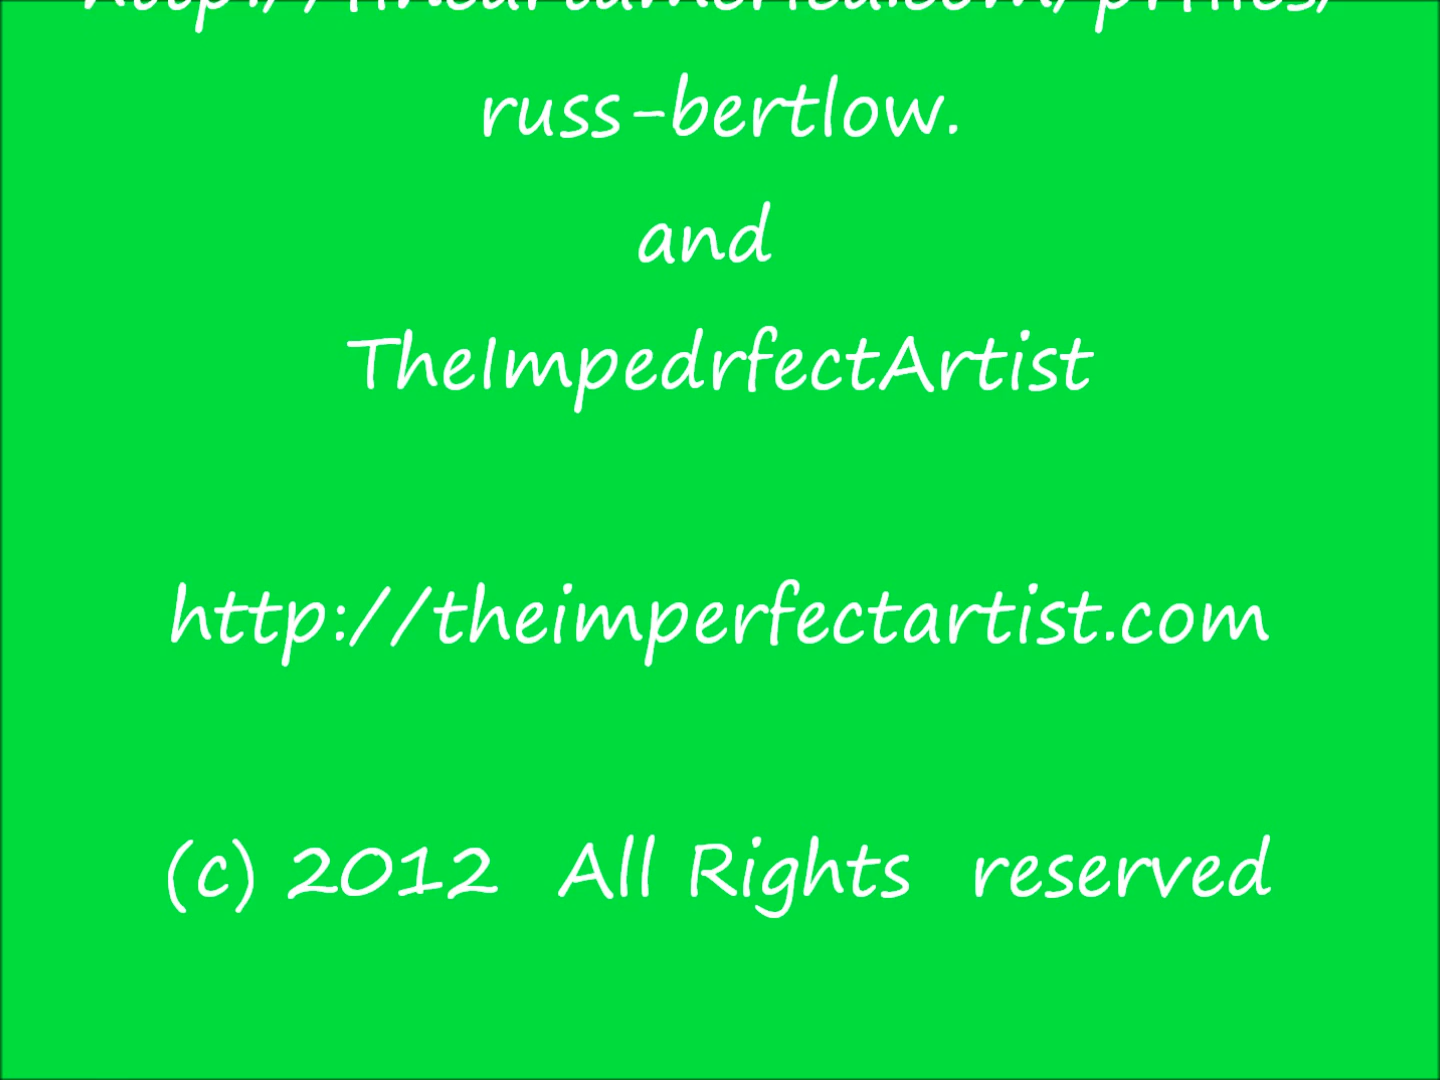 russ-bertlow.
and
TheImpedrfectArtist
http://theimperfectartist.com
(c) 2012 All Rights reserved